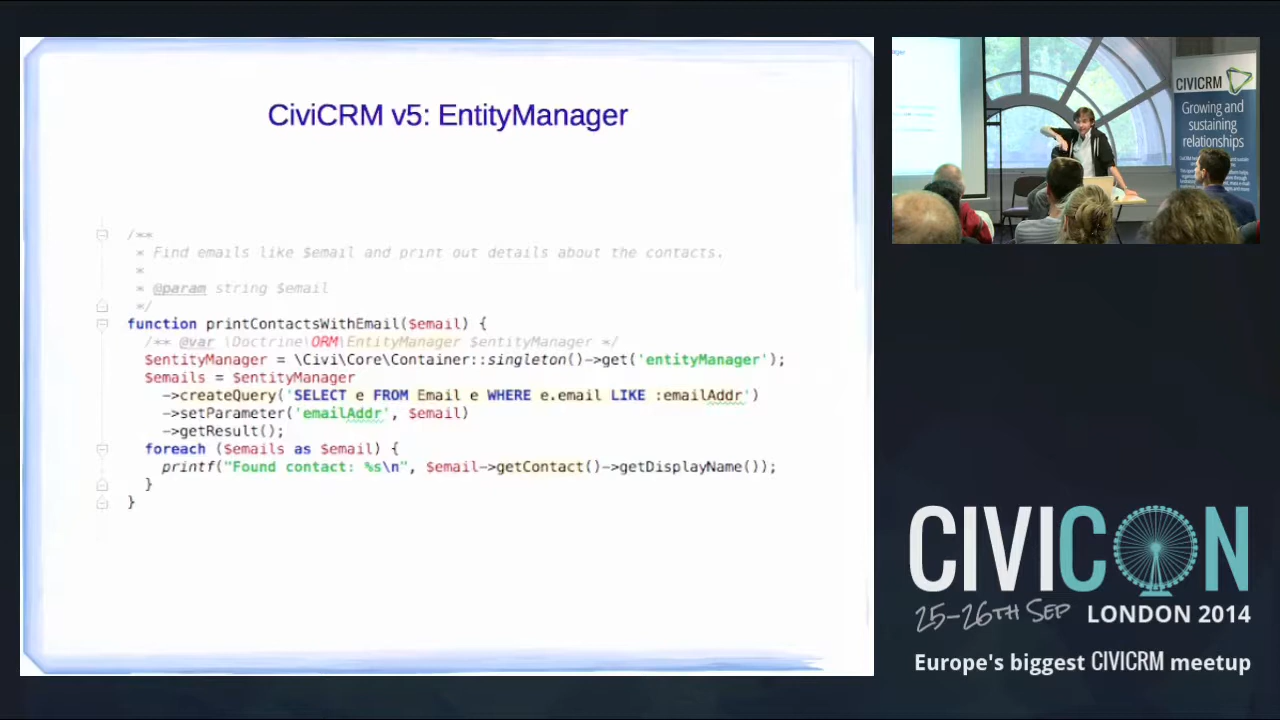 CiviCRM v5: EntityManager
/**
* Find emails like $email and print out details about the contacts.
*
* @param string $email
*/
function printContactsWithEmail($email) {
/** @var \Doctrine\ORM\EntityManager $entityManager */
$entityManager = \Civi\Core\Container::singleton()->get('entityManager');
$emails = $entityManager
->createQuery('SELECT e FROM Email e WHERE e.email LIKE :emailAddr')
->setParameter('emailAddr', $email)
->getResult();
foreach ($emails as $email) {
printf("Found contact: %s\n", $email->getContact()->getDisplayName());
}
}
CIVICRM
Growing and
sustaining
relationships
CIVICON
25-26TH SEP LONDON 2014
Europe's biggest CIVICRM meetup